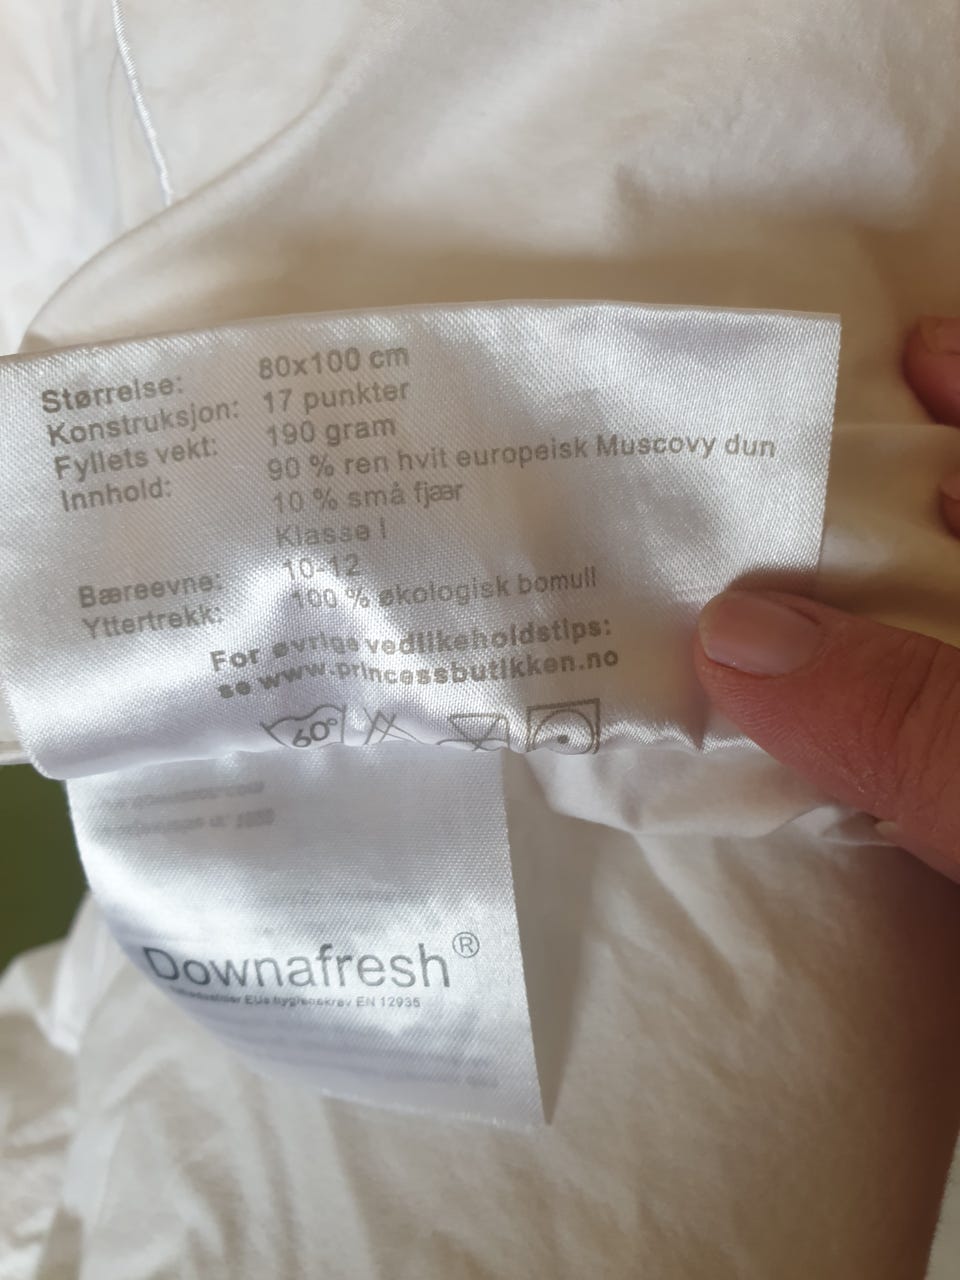 Størrelse: 80x100 cm
Konstruksjon: 17 punkter
Fyllets vekt: 190 gram
Innhold: 90 % ren hvit europeisk Muscovy dun
10 % små fjær
Klasse I
Bæreevne: 10-12
Yttertrekk: 100 % økologisk bomull
For øvrige vedlikeholdstips:
se www.princessbutikken.no
60°
Downafresh®
EUs hygienekrav EN 12935